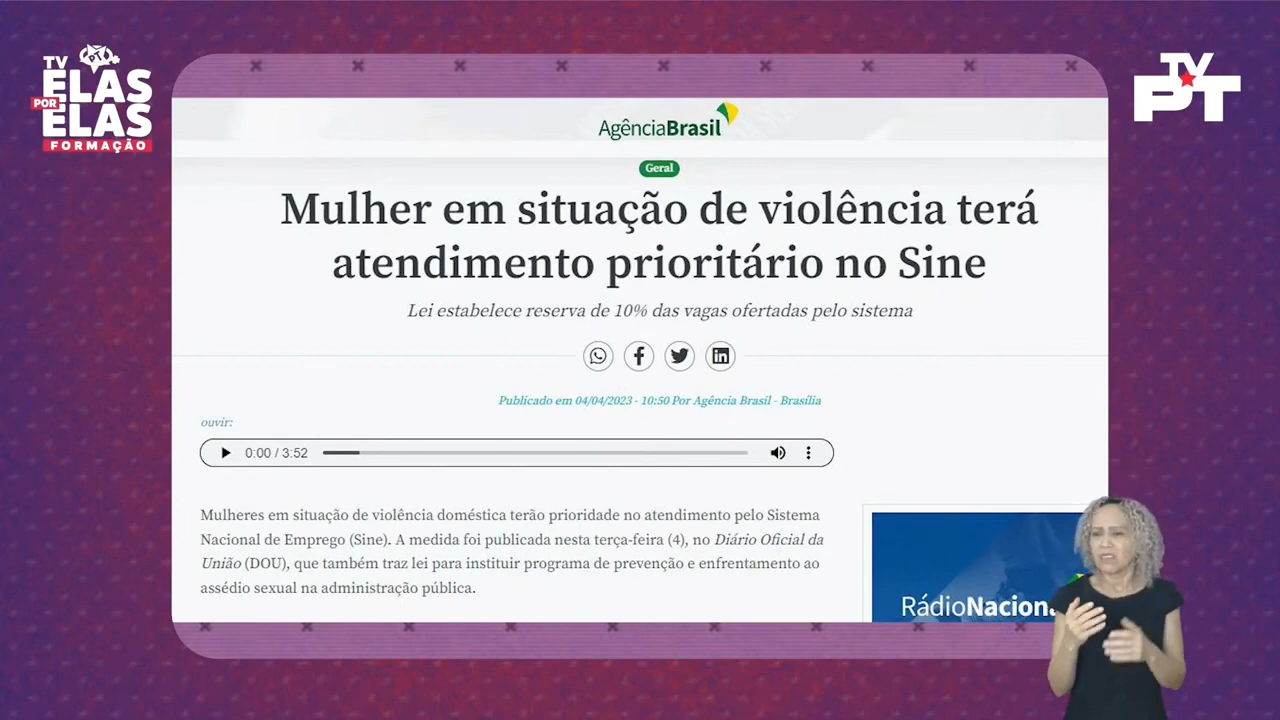 TV
ELAS
POR
ELAS
FORMAÇÃO
TV
PT
AgênciaBrasil
Geral
Mulher em situação de violência terá
atendimento prioritário no Sine
Lei estabelece reserva de 10% das vagas ofertadas pelo sistema
Publicado em 04/04/2023 - 10:50 Por Agência Brasil - Brasília
ouvir:
0:00 / 3:52
Mulheres em situação de violência doméstica terão prioridade no atendimento pelo Sistema
Nacional de Emprego (Sine). A medida foi publicada nesta terça-feira (4), no Diário Oficial da
União (DOU), que também traz lei para instituir programa de prevenção e enfrentamento ao
assédio sexual na administração pública.
RádioNacion